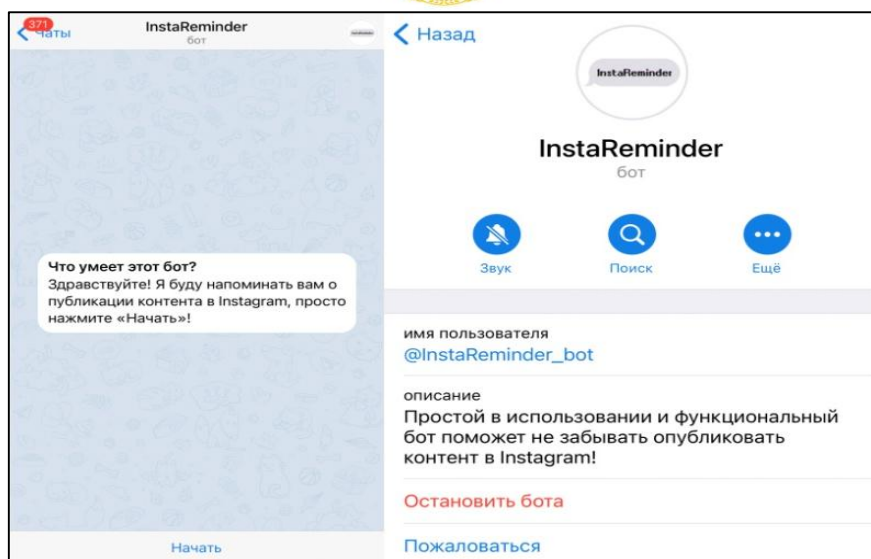 371
Чаты
InstaReminder
бот
Что умеет этот бот?
Здравствуйте! Я буду напоминать вам о
публикации контента в Instagram, просто
нажмите «Начать»!
Начать
Назад
InstaReminder
InstaReminder
бот
Звук
Поиск
Ещё
имя пользователя
@InstaReminder_bot
описание
Простой в использовании и функциональный
бот поможет не забывать опубликовать
контент в Instagram!
Остановить бота
Пожаловаться